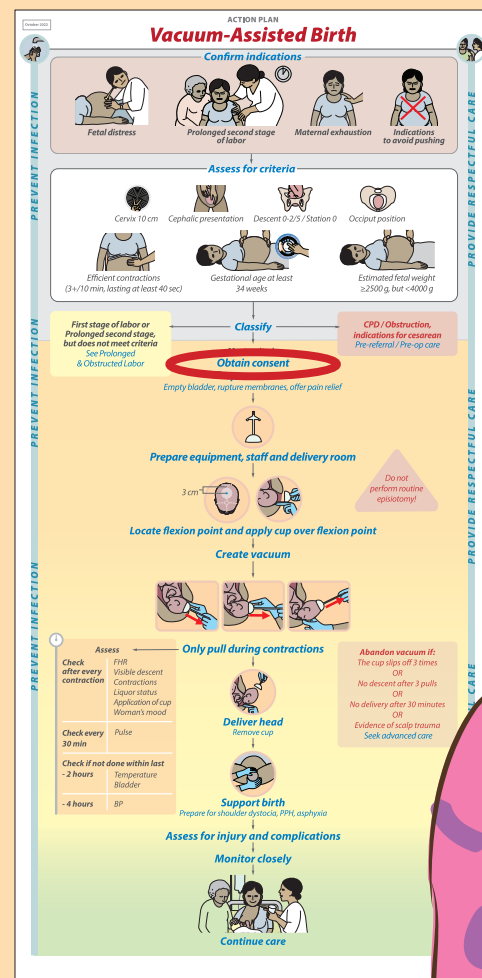 October 2023
ACTION PLAN
Vacuum-Assisted Birth
PREVENT INFECTION
PROVIDE RESPECTFUL CARE
Confirm indications
Fetal distress
Prolonged second stage
of labor
Maternal exhaustion
Indications
to avoid pushing
Assess for criteria
Cervix 10 cm
Cephalic presentation
Descent 0-2/5 / Station 0
Occiput position
Efficient contractions
(3+/10 min, lasting at least 40 sec)
Gestational age at least
34 weeks
Estimated fetal weight
≥2500 g, but <4000 g
First stage of labor or
Prolonged second stage,
but does not meet criteria
See Prolonged
& Obstructed Labor
Classify
CPD / Obstruction,
indications for cesarean
Pre-referral / Pre-op care
PREVENT INFECTION
PROVIDE RESPECTFUL CARE
Obtain consent
Empty bladder, rupture membranes, offer pain relief
Prepare equipment, staff and delivery room
3 cm
Do not
perform routine
episiotomy!
Locate flexion point and apply cup over flexion point
Create vacuum
PREVENT INFECTION
CARE
Only pull during contractions
Assess
Check
after every
contraction
FHR
Visible descent
Contractions
Liquor status
Application of cup
Woman's mood
Check every
30 min
Pulse
Check if not done within last
- 2 hours
Temperature
Bladder
- 4 hours
BP
Abandon vacuum if:
The cup slips off 3 times
OR
No descent after 3 pulls
OR
No delivery after 30 minutes
OR
Evidence of scalp trauma
Seek advanced care
Deliver head
Remove cup
Support birth
Prepare for shoulder dystocia, PPH, asphyxia
Assess for injury and complications
Monitor closely
Continue care